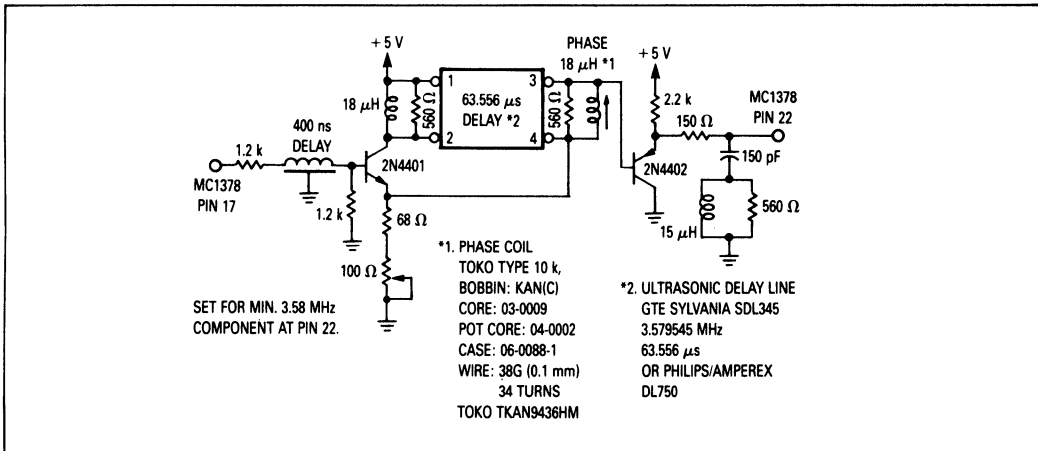 + 5 V
18 µH
560 Ω
1
2
63.556 µs
DELAY *2
3
4
PHASE
18 µH *1
560 Ω
+ 5 V
2.2 k
150 Ω
MC1378
PIN 22
150 pF
2N4402
15 µH
560 Ω
400 ns
DELAY
1.2 k
MC1378
PIN 17
2N4401
1.2 k
68 Ω
100 Ω
SET FOR MIN. 3.58 MHz
COMPONENT AT PIN 22.
*1. PHASE COIL
TOKO TYPE 10 k,
BOBBIN: KAN(C)
CORE: 03-0009
POT CORE: 04-0002
CASE: 06-0088-1
WIRE: 38G (0.1 mm)
34 TURNS
TOKO TKAN9436HM
*2. ULTRASONIC DELAY LINE
GTE SYLVANIA SDL345
3.579545 MHz
63.556 µs
OR PHILIPS/AMPEREX
DL750